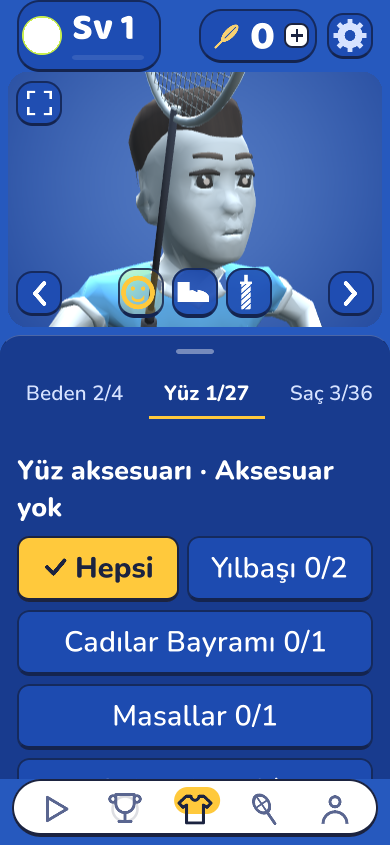 Sv 1
0
Beden 2/4
Yüz 1/27
Saç 3/36
Yüz aksesuarı · Aksesuar
yok
Hepsi
Yılbaşı 0/2
Cadılar Bayramı 0/1
Masallar 0/1